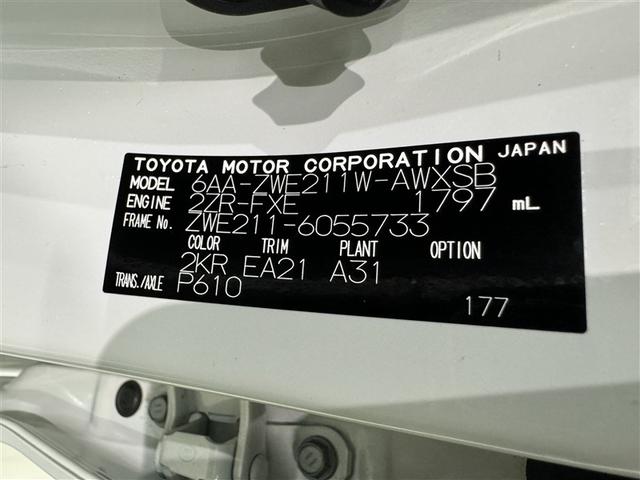 TOYOTA MOTOR CORPORATION JAPAN
MODEL 6AA-ZWE211W-AWXSB
ENGINE 2ZR-FXE 1797 mL
FRAME No. ZWE211-6055733
COLOR TRIM PLANT OPTION
2KR EA21 A31
TRANS./AXLE P610
177